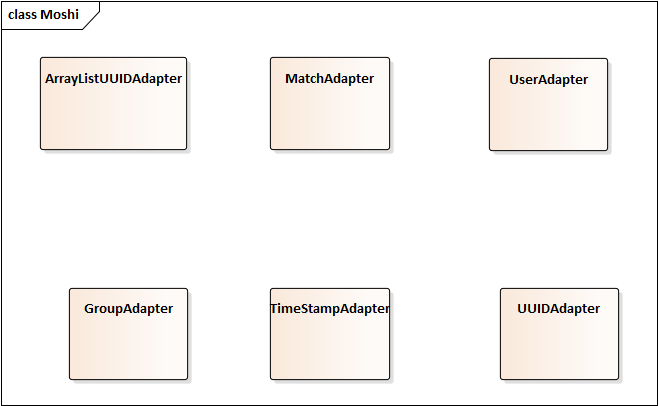 class Moshi
ArrayListUUIDAdapter
MatchAdapter
UserAdapter
GroupAdapter
TimeStampAdapter
UUIDAdapter